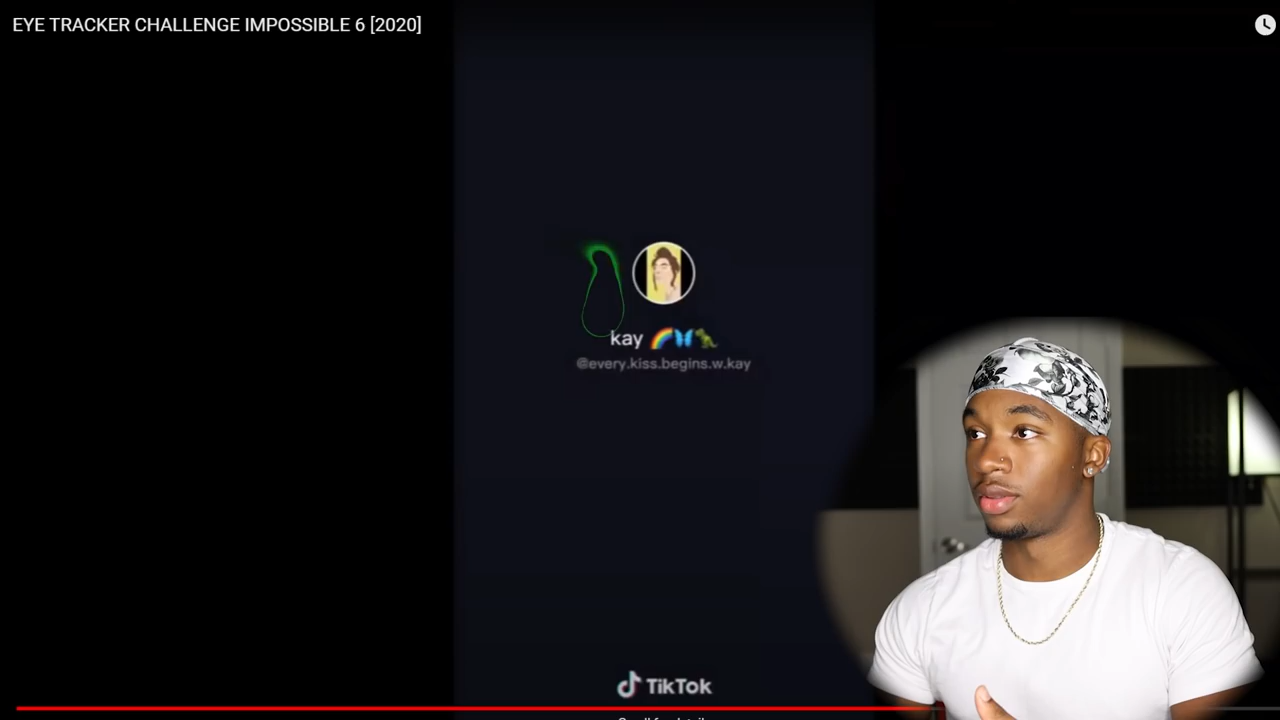 EYE TRACKER CHALLENGE IMPOSSIBLE 6 [2020]
kay 🌈🦋🦖
@every.kiss.begins.w.kay
TikTok